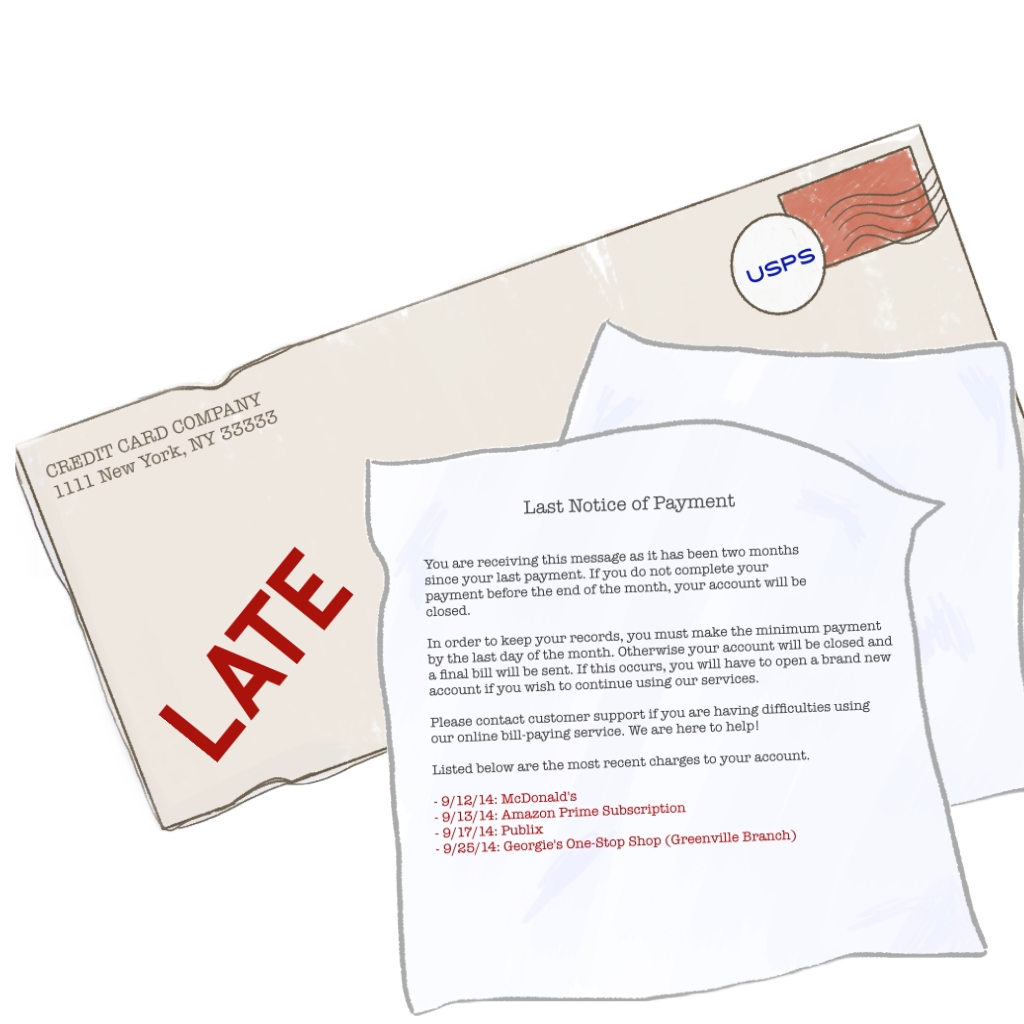 USPS
CREDIT CARD COMPANY
1111 New York, NY 33333
LATE
Last Notice of Payment
You are receiving this message as it has been two months
since your last payment. If you do not complete your
payment before the end of the month, your account will be
closed.
In order to keep your records, you must make the minimum payment
by the last day of the month. Otherwise your account will be closed and
a final bill will be sent. If this occurs, you will have to open a brand new
account if you wish to continue using our services.
Please contact customer support if you are having difficulties using
our online bill-paying service. We are here to help!
Listed below are the most recent charges to your account.
- 9/12/14: McDonald's
- 9/13/14: Amazon Prime Subscription
- 9/17/14: Publix
- 9/25/14: Georgie's One-Stop Shop (Greenville Branch)